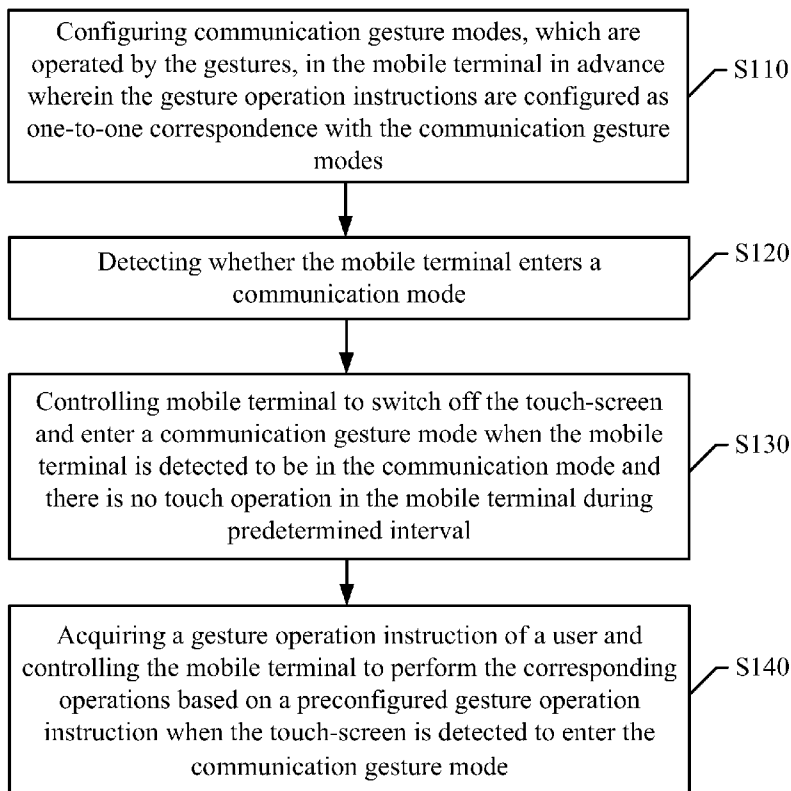 Configuring communication gesture modes, which are
operated by the gestures, in the mobile terminal in advance
wherein the gesture operation instructions are configured as
one-to-one correspondence with the communication gesture
modes
S110
Detecting whether the mobile terminal enters a
communication mode
S120
Controlling mobile terminal to switch off the touch-screen
and enter a communication gesture mode when the mobile
terminal is detected to be in the communication mode and
there is no touch operation in the mobile terminal during
predetermined interval
S130
Acquiring a gesture operation instruction of a user and
controlling the mobile terminal to perform the corresponding
operations based on a preconfigured gesture operation
instruction when the touch-screen is detected to enter the
communication gesture mode
S140